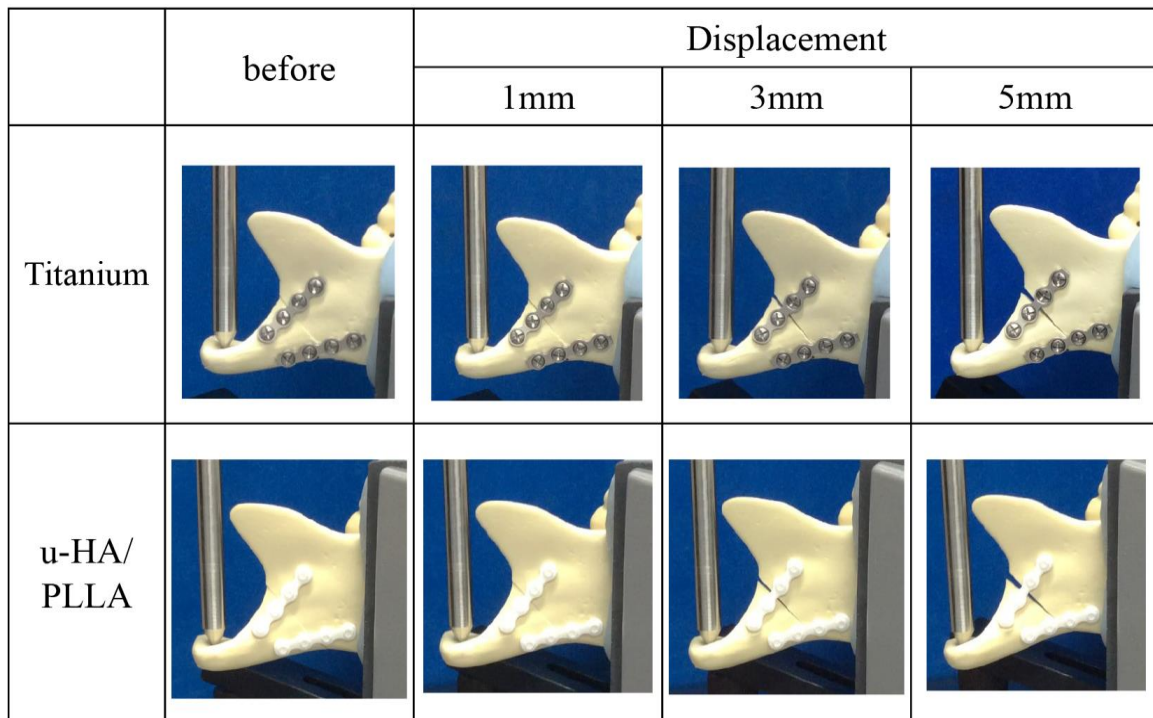 before
Displacement
1mm
3mm
5mm
Titanium
u-HA/
PLLA